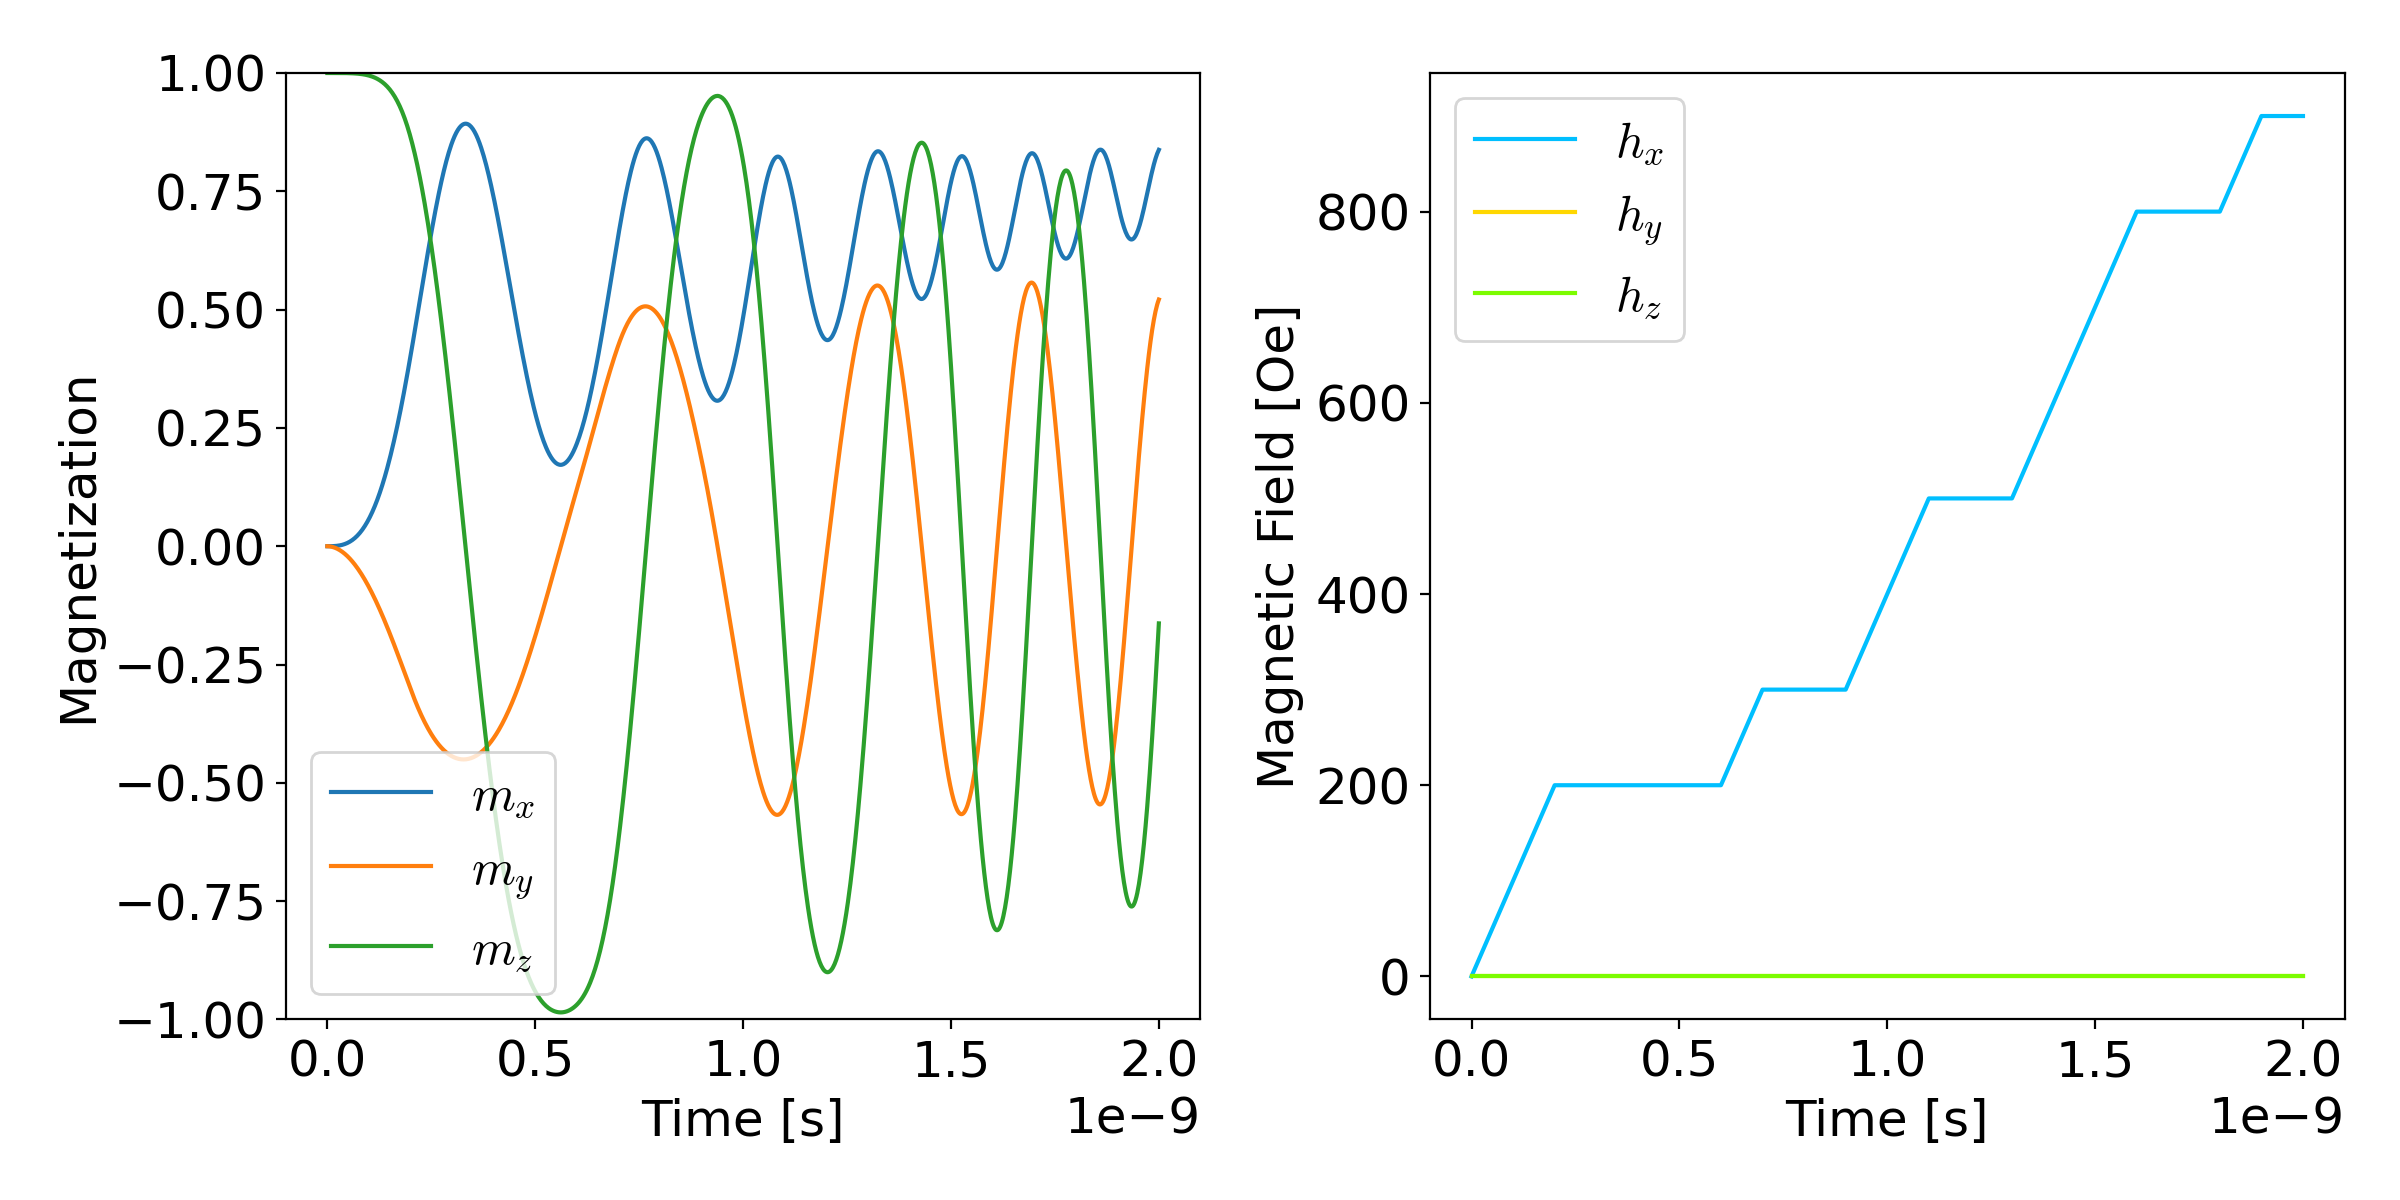 Magnetization
1.00
0.75
0.50
0.25
0.00
−0.25
−0.50
−0.75
−1.00
m_x
m_y
m_z
0.0 0.5 1.0 1.5 2.0
Time [s]
1e−9
Magnetic Field [Oe]
800
600
400
200
0
h_x
h_y
h_z
0.0 0.5 1.0 1.5 2.0
Time [s]
1e−9